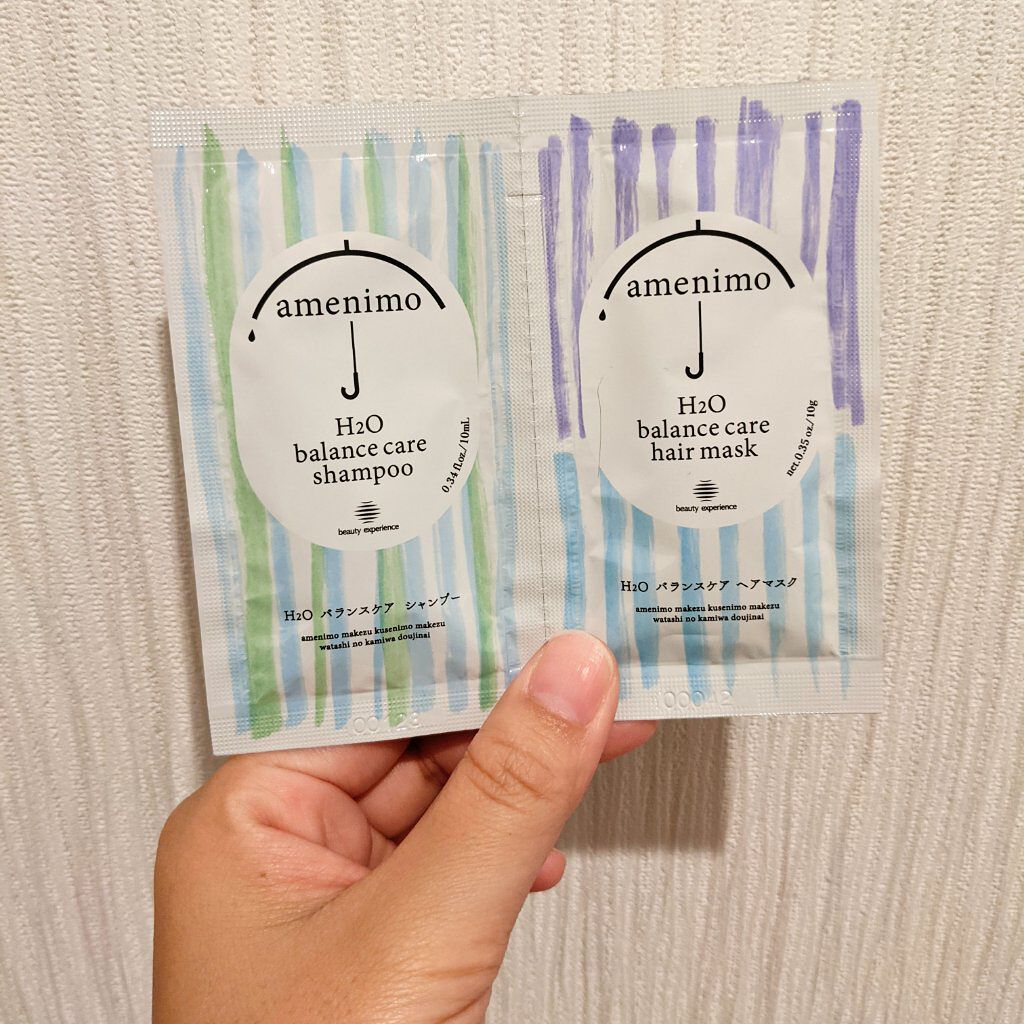 amenimo
H2O
balance care
shampoo
0.34 fl.oz./10mL
beauty experience
H2O バランスケア シャンプー
amenimo makezu kusenimo makezu
watashi no kamiwa doujinai
amenimo
H2O
balance care
hair mask
net.0.35 oz./10g
beauty experience
H2O バランスケア ヘアマスク
amenimo makezu kusenimo makezu
watashi no kamiwa doujinai